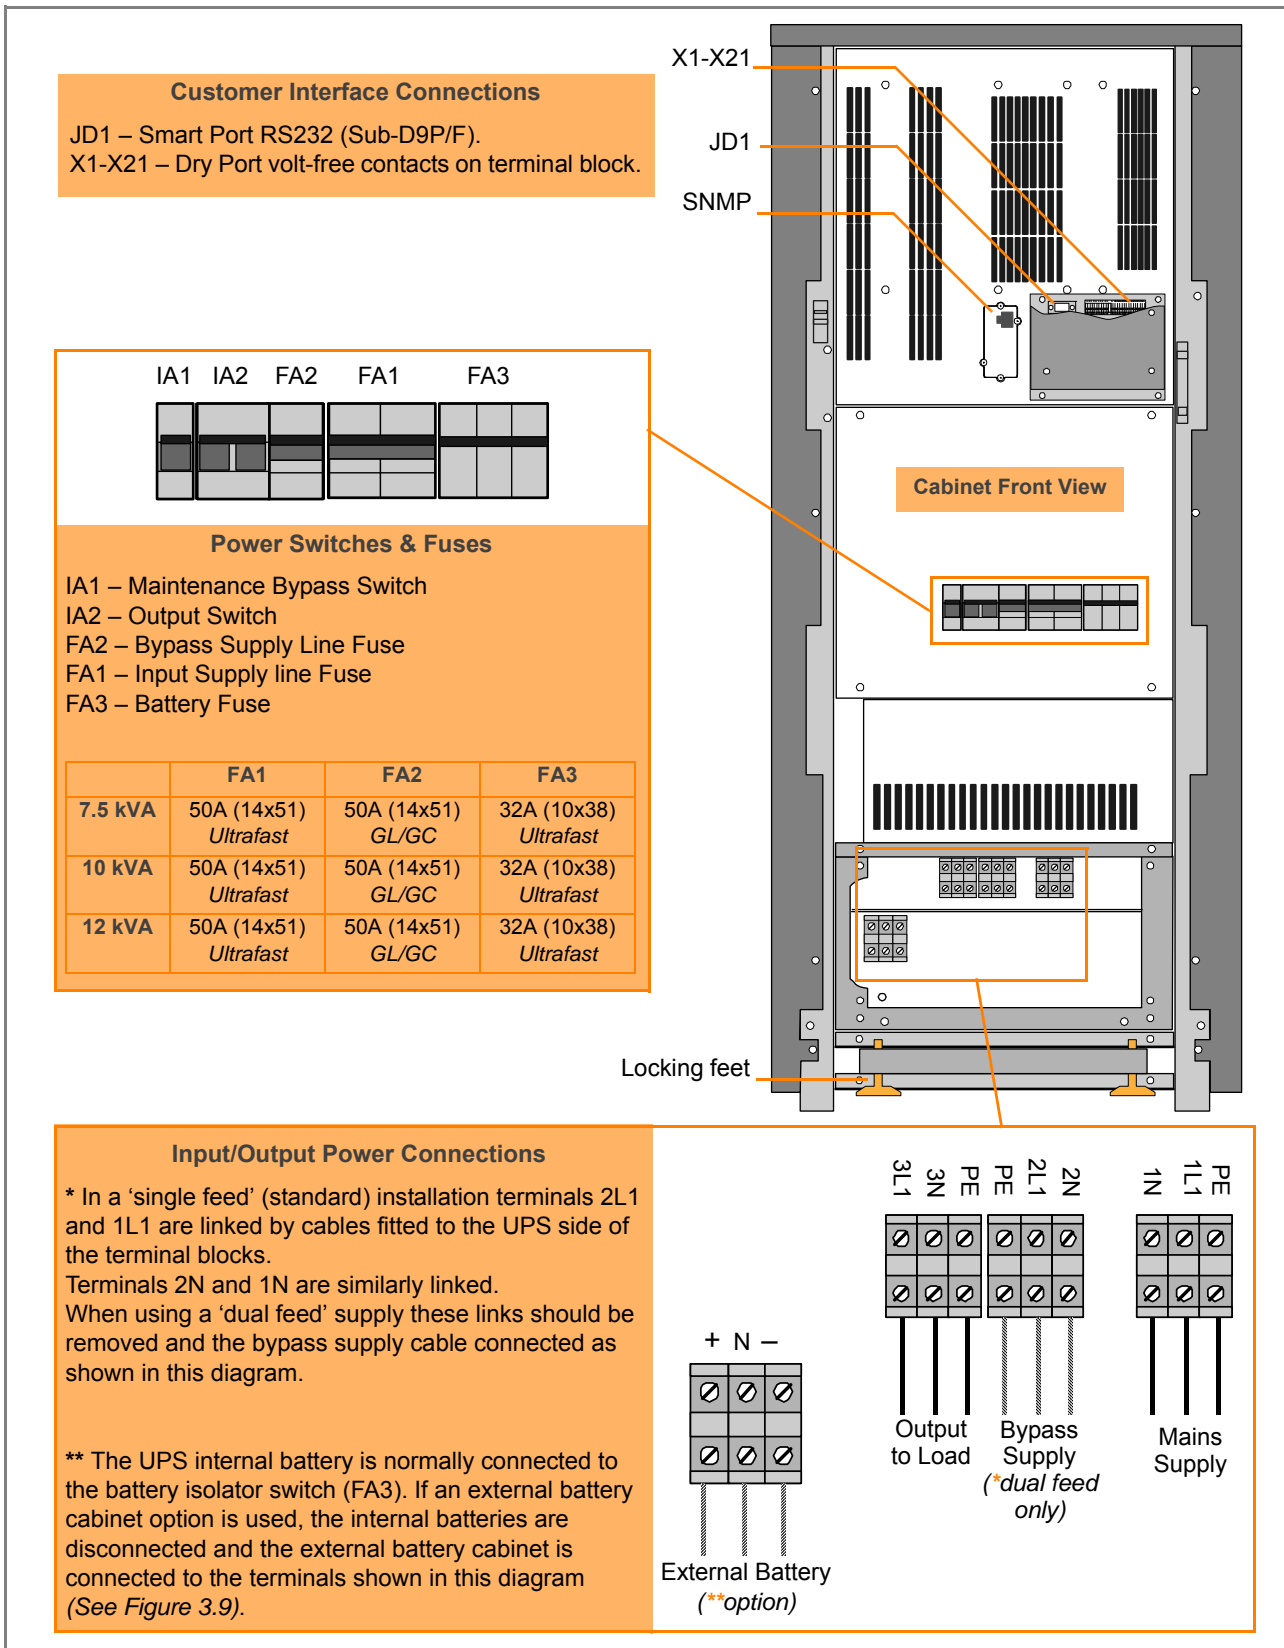 Customer Interface Connections
JD1 – Smart Port RS232 (Sub-D9P/F).
X1-X21 – Dry Port volt-free contacts on terminal block.
X1-X21
JD1
SNMP
IA1 IA2 FA2 FA1 FA3
Cabinet Front View
Power Switches & Fuses
IA1 – Maintenance Bypass Switch
IA2 – Output Switch
FA2 – Bypass Supply Line Fuse
FA1 – Input Supply line Fuse
FA3 – Battery Fuse
FA1 FA2 FA3
7.5 kVA 50A (14x51) 50A (14x51) 32A (10x38)
Ultrafast GL/GC Ultrafast
10 kVA 50A (14x51) 50A (14x51) 32A (10x38)
Ultrafast GL/GC Ultrafast
12 kVA 50A (14x51) 50A (14x51) 32A (10x38)
Ultrafast GL/GC Ultrafast
Locking feet
Input/Output Power Connections
* In a ‘single feed’ (standard) installation terminals 2L1
and 1L1 are linked by cables fitted to the UPS side of
the terminal blocks.
Terminals 2N and 1N are similarly linked.
When using a ‘dual feed’ supply these links should be
removed and the bypass supply cable connected as
shown in this diagram.
** The UPS internal battery is normally connected to
the battery isolator switch (FA3). If an external battery
cabinet option is used, the internal batteries are
disconnected and the external battery cabinet is
connected to the terminals shown in this diagram
(See Figure 3.9).
3L1 3N PE PE 2L1 2N 1N 1L1 PE
+ N –
Output
to Load
Bypass
Supply
(*dual feed
only)
Mains
Supply
External Battery
(**option)